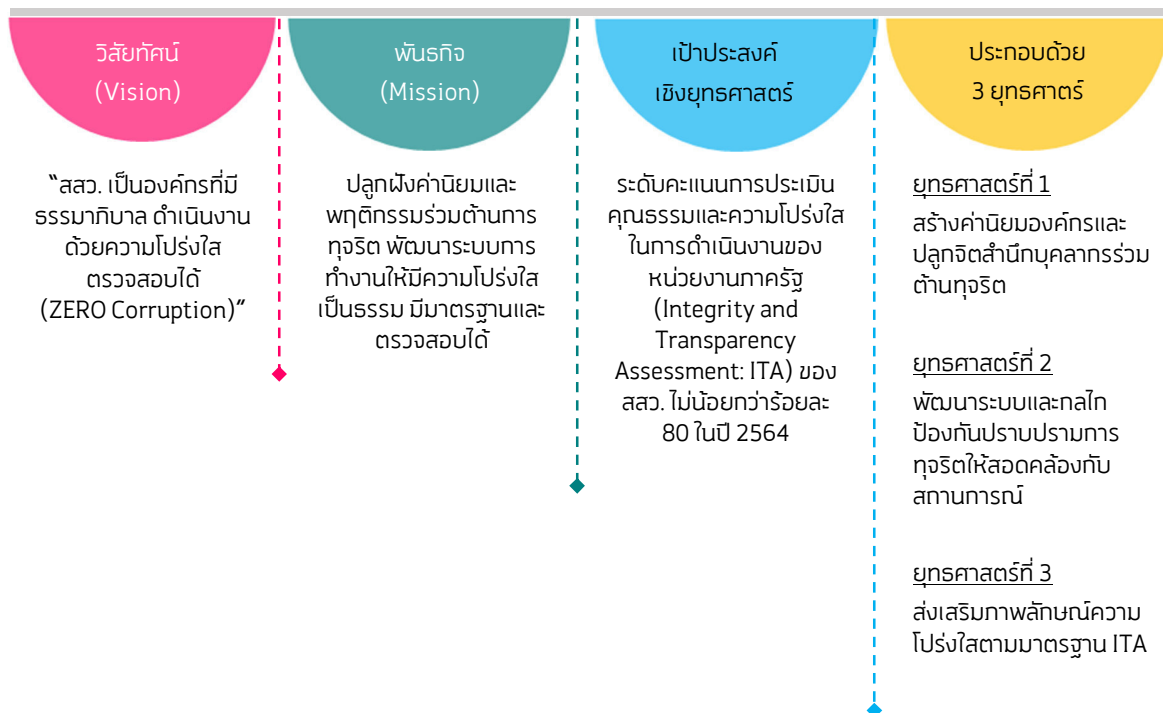 วิสัยทัศน์
(Vision)
"สสว. เป็นองค์กรที่มี
ธรรมาภิบาล ดำเนินงาน
ด้วยความโปร่งใส
ตรวจสอบได้
(ZERO Corruption)"
พันธกิจ
(Mission)
ปลูกฝังค่านิยมและ
พฤติกรรมร่วมต้านการ
ทุจริต พัฒนาระบบการ
ทำงานให้มีความโปร่งใส
เป็นธรรม มีมาตรฐานและ
ตรวจสอบได้
เป้าประสงค์
เชิงยุทธศาสตร์
ระดับคะแนนการประเมิน
คุณธรรมและความโปร่งใส
ในการดำเนินงานของ
หน่วยงานภาครัฐ
(Integrity and
Transparency
Assessment: ITA) ของ
สสว. ไม่น้อยกว่าร้อยละ
80 ในปี 2564
ประกอบด้วย
3 ยุทธศาตร์
ยุทธศาสตร์ที่ 1
สร้างค่านิยมองค์กรและ
ปลูกจิตสำนึกบุคลากรร่วม
ต้านทุจริต
ยุทธศาสตร์ที่ 2
พัฒนาระบบและกลไก
ป้องกันปราบปรามการ
ทุจริตให้สอดคล้องกับ
สถานการณ์
ยุทธศาสตร์ที่ 3
ส่งเสริมภาพลักษณ์ความ
โปร่งใสตามมาตรฐาน ITA